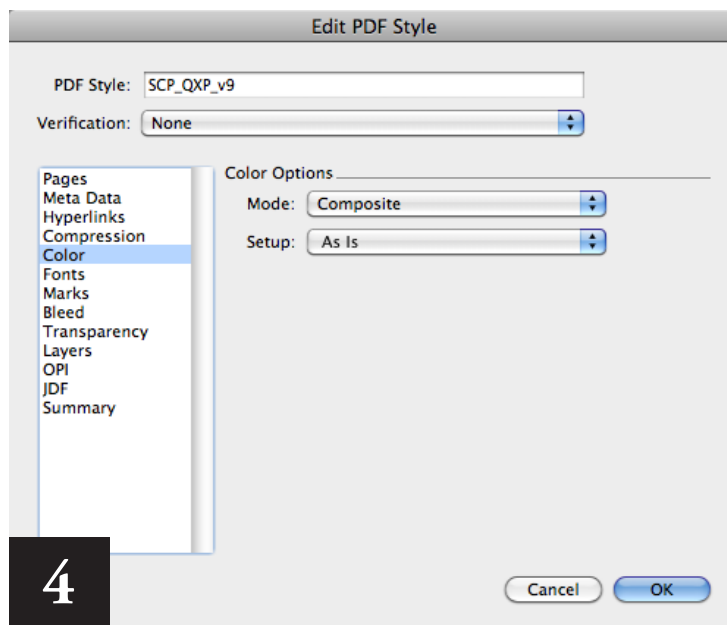 Edit PDF Style
PDF Style: SCP_QXP_v9
Verification: None
Pages
Meta Data
Hyperlinks
Compression
Color
Fonts
Marks
Bleed
Transparency
Layers
OPI
JDF
Summary
Color Options
Mode: Composite
Setup: As Is
4
Cancel OK